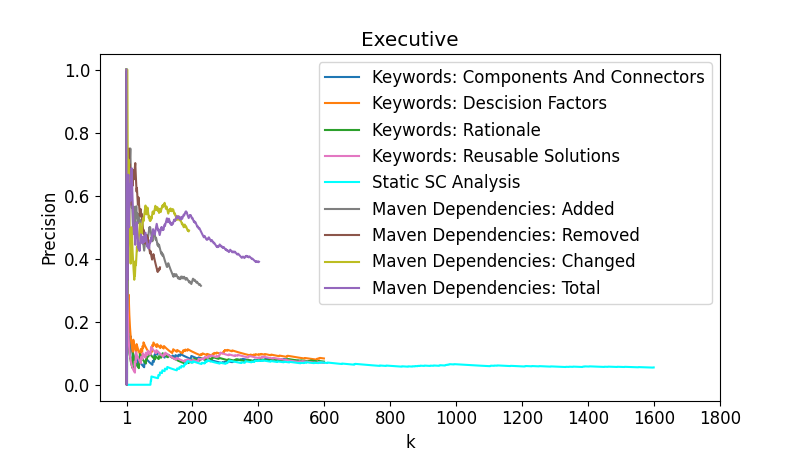 Executive
Precision
1.0
0.8
0.6
0.4
0.2
0.0
Keywords: Components And Connectors
Keywords: Descision Factors
Keywords: Rationale
Keywords: Reusable Solutions
Static SC Analysis
Maven Dependencies: Added
Maven Dependencies: Removed
Maven Dependencies: Changed
Maven Dependencies: Total
1 200 400 600 800 1000 1200 1400 1600 1800
k